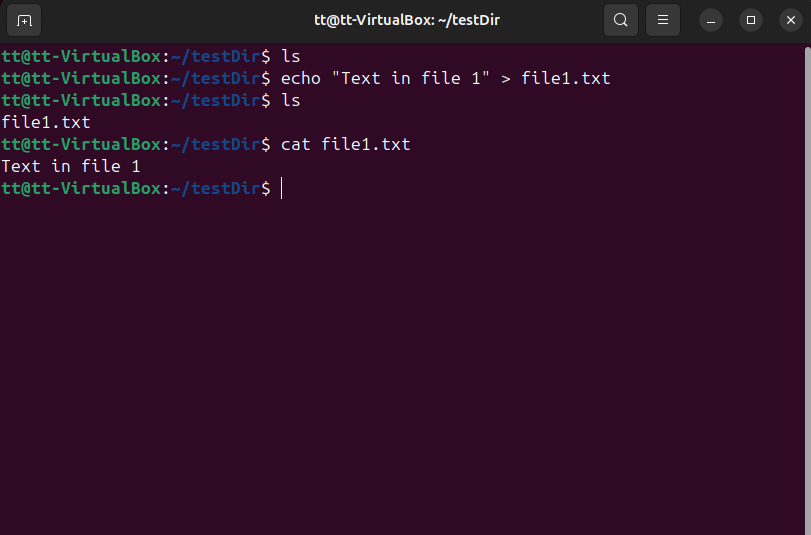 tt@tt-VirtualBox: ~/testDir
tt@tt-VirtualBox:~/testDir$ ls
tt@tt-VirtualBox:~/testDir$ echo "Text in file 1" > file1.txt
tt@tt-VirtualBox:~/testDir$ ls
file1.txt
tt@tt-VirtualBox:~/testDir$ cat file1.txt
Text in file 1
tt@tt-VirtualBox:~/testDir$